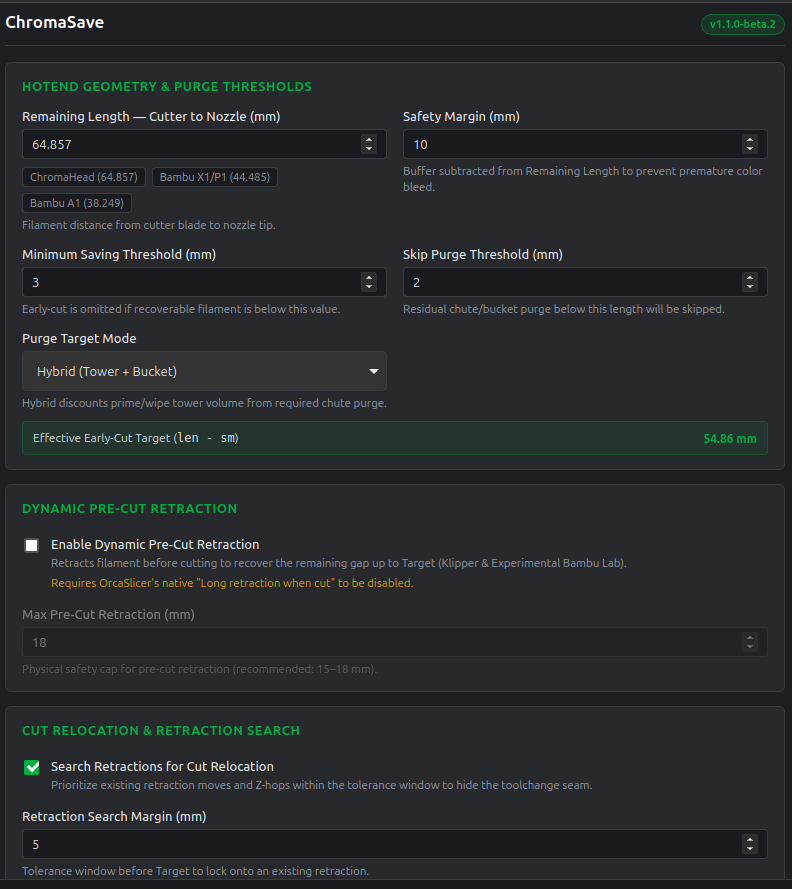 ChromaSave
v1.1.0-beta.2
HOTEND GEOMETRY & PURGE THRESHOLDS
Remaining Length — Cutter to Nozzle (mm)
64.857
ChromaHead (64.857)
Bambu X1/P1 (44.485)
Bambu A1 (38.249)
Filament distance from cutter blade to nozzle tip.
Safety Margin (mm)
10
Buffer subtracted from Remaining Length to prevent premature color
bleed.
Minimum Saving Threshold (mm)
3
Early-cut is omitted if recoverable filament is below this value.
Skip Purge Threshold (mm)
2
Residual chute/bucket purge below this length will be skipped.
Purge Target Mode
Hybrid (Tower + Bucket)
Hybrid discounts prime/wipe tower volume from required chute purge.
Effective Early-Cut Target (len - sm)
54.86 mm
DYNAMIC PRE-CUT RETRACTION
Enable Dynamic Pre-Cut Retraction
Retracts filament before cutting to recover the remaining gap up to Target (Klipper & Experimental Bambu Lab).
Requires OrcaSlicer's native "Long retraction when cut" to be disabled.
Max Pre-Cut Retraction (mm)
18
Physical safety cap for pre-cut retraction (recommended: 15–18 mm).
CUT RELOCATION & RETRACTION SEARCH
Search Retractions for Cut Relocation
Prioritize existing retraction moves and Z-hops within the tolerance window to hide the toolchange seam.
Retraction Search Margin (mm)
5
Tolerance window before Target to lock onto an existing retraction.